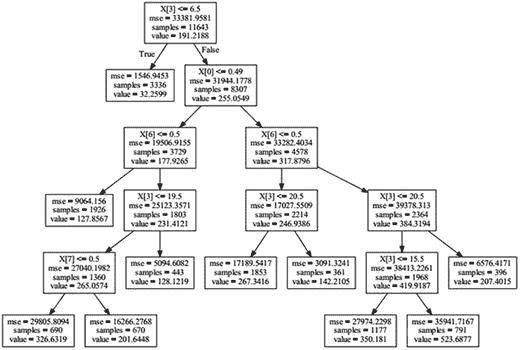 X[3] <= 6.5
mse = 33381.9581
samples = 11643
value = 191.2188
True
False
mse = 1546.9453
samples = 3336
value = 32.2599
X[0] <= 0.49
mse = 31944.1778
samples = 8307
value = 255.0549
X[6] <= 0.5
mse = 19506.9155
samples = 3729
value = 177.9265
X[6] <= 0.5
mse = 33282.4034
samples = 4578
value = 317.8796
mse = 9064.156
samples = 1926
value = 127.8567
X[3] <= 19.5
mse = 25123.3571
samples = 1803
value = 231.4121
X[3] <= 20.5
mse = 17027.5509
samples = 2214
value = 246.9386
X[3] <= 20.5
mse = 39378.313
samples = 2364
value = 384.3194
X[7] <= 0.5
mse = 27040.1982
samples = 1360
value = 265.0574
mse = 5094.6082
samples = 443
value = 128.1219
mse = 17189.5417
samples = 1853
value = 267.3416
mse = 3091.3241
samples = 361
value = 142.2105
X[3] <= 15.5
mse = 38413.2261
samples = 1968
value = 419.9187
mse = 6576.4171
samples = 396
value = 207.4015
mse = 29805.8094
samples = 690
value = 326.6319
mse = 16266.2768
samples = 670
value = 201.6448
mse = 27974.2298
samples = 1177
value = 350.181
mse = 35941.7167
samples = 791
value = 523.6877